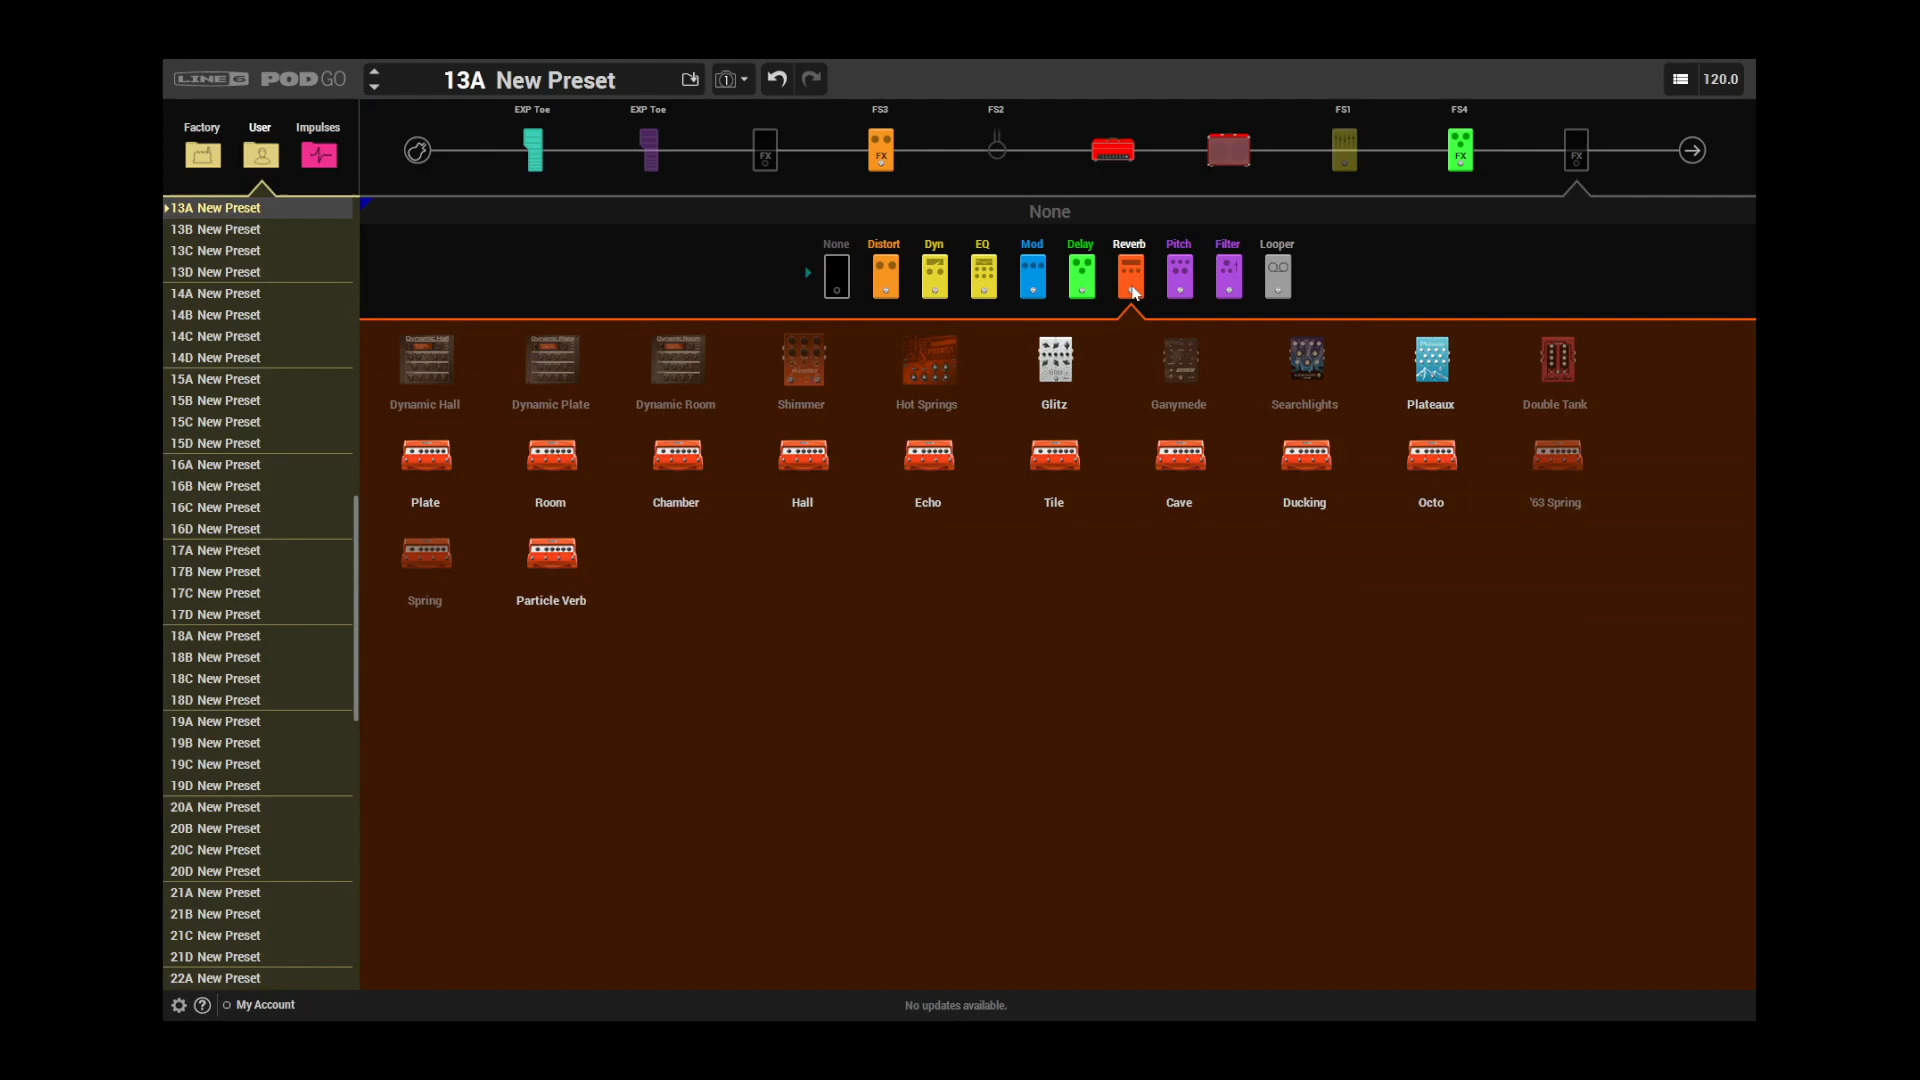 LINE 6 POD GO
13A New Preset
1
120.0
Factory User Impulses
EXP Toe EXP Toe FS3 FS2 FS1 FS4
FX FX FX FX
None
None Distort Dyn EQ Mod Delay Reverb Pitch Filter Looper
Dynamic Hall Dynamic Plate Dynamic Room Shimmer Hot Springs Glitz Ganymede Searchlights Plateaux Double Tank
Plate Room Chamber Hall Echo Tile Cave Ducking Octo '63 Spring
Spring Particle Verb
13A New Preset
13B New Preset
13C New Preset
13D New Preset
14A New Preset
14B New Preset
14C New Preset
14D New Preset
15A New Preset
15B New Preset
15C New Preset
15D New Preset
16A New Preset
16B New Preset
16C New Preset
16D New Preset
17A New Preset
17B New Preset
17C New Preset
17D New Preset
18A New Preset
18B New Preset
18C New Preset
18D New Preset
19A New Preset
19B New Preset
19C New Preset
19D New Preset
20A New Preset
20B New Preset
20C New Preset
20D New Preset
21A New Preset
21B New Preset
21C New Preset
21D New Preset
22A New Preset
? My Account
No updates available.